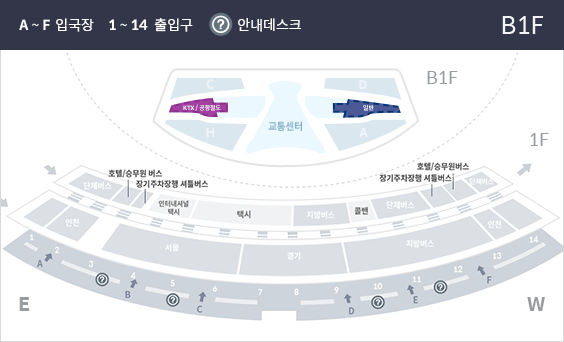 A ~ F 입국장 1 ~ 14 출입구 ? 안내데스크 B1F
B1F
C D
KTX / 공항철도 일반
교통센터
H A
1F
호텔/승무원 버스 호텔/승무원버스
장기주차장행 셔틀버스 장기주차장행 셔틀버스
단체버스 단체버스
인터내셔널
택시
택시 지방버스 콜밴 단체버스
인천 인천
서울 경기 지방버스
1 2 3 4 5 6 7 8 9 10 11 12 13 14
A B C D E F
? ? ? ?
E W